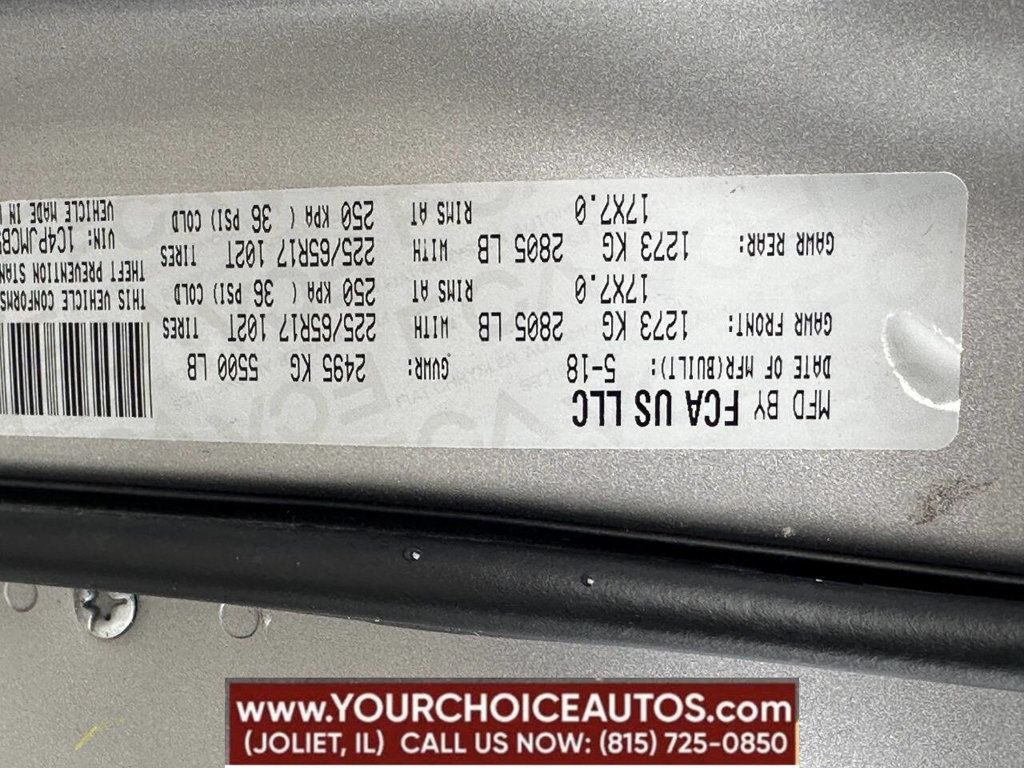 MFD BY FCA US LLC
DATE OF MFR(BUILT): 5-18 GVWR: 2495 KG 5500 LB
GAWR FRONT: 1273 KG 2805 LB WITH 225/65R17 102T TIRES
17X7.0 RIMS AT 250 KPA ( 36 PSI) COLD
GAWR REAR: 1273 KG 2805 LB WITH 225/65R17 102T TIRES
17X7.0 RIMS AT 250 KPA ( 36 PSI) COLD
THIS VEHICLE CONFORMS
THEFT PREVENTION STAN
VIN: 1C4PJMCB
VEHICLE MADE IN
www.YOURCHOICEAUTOS.com
(JOLIET, IL) CALL US NOW: (815) 725-0850